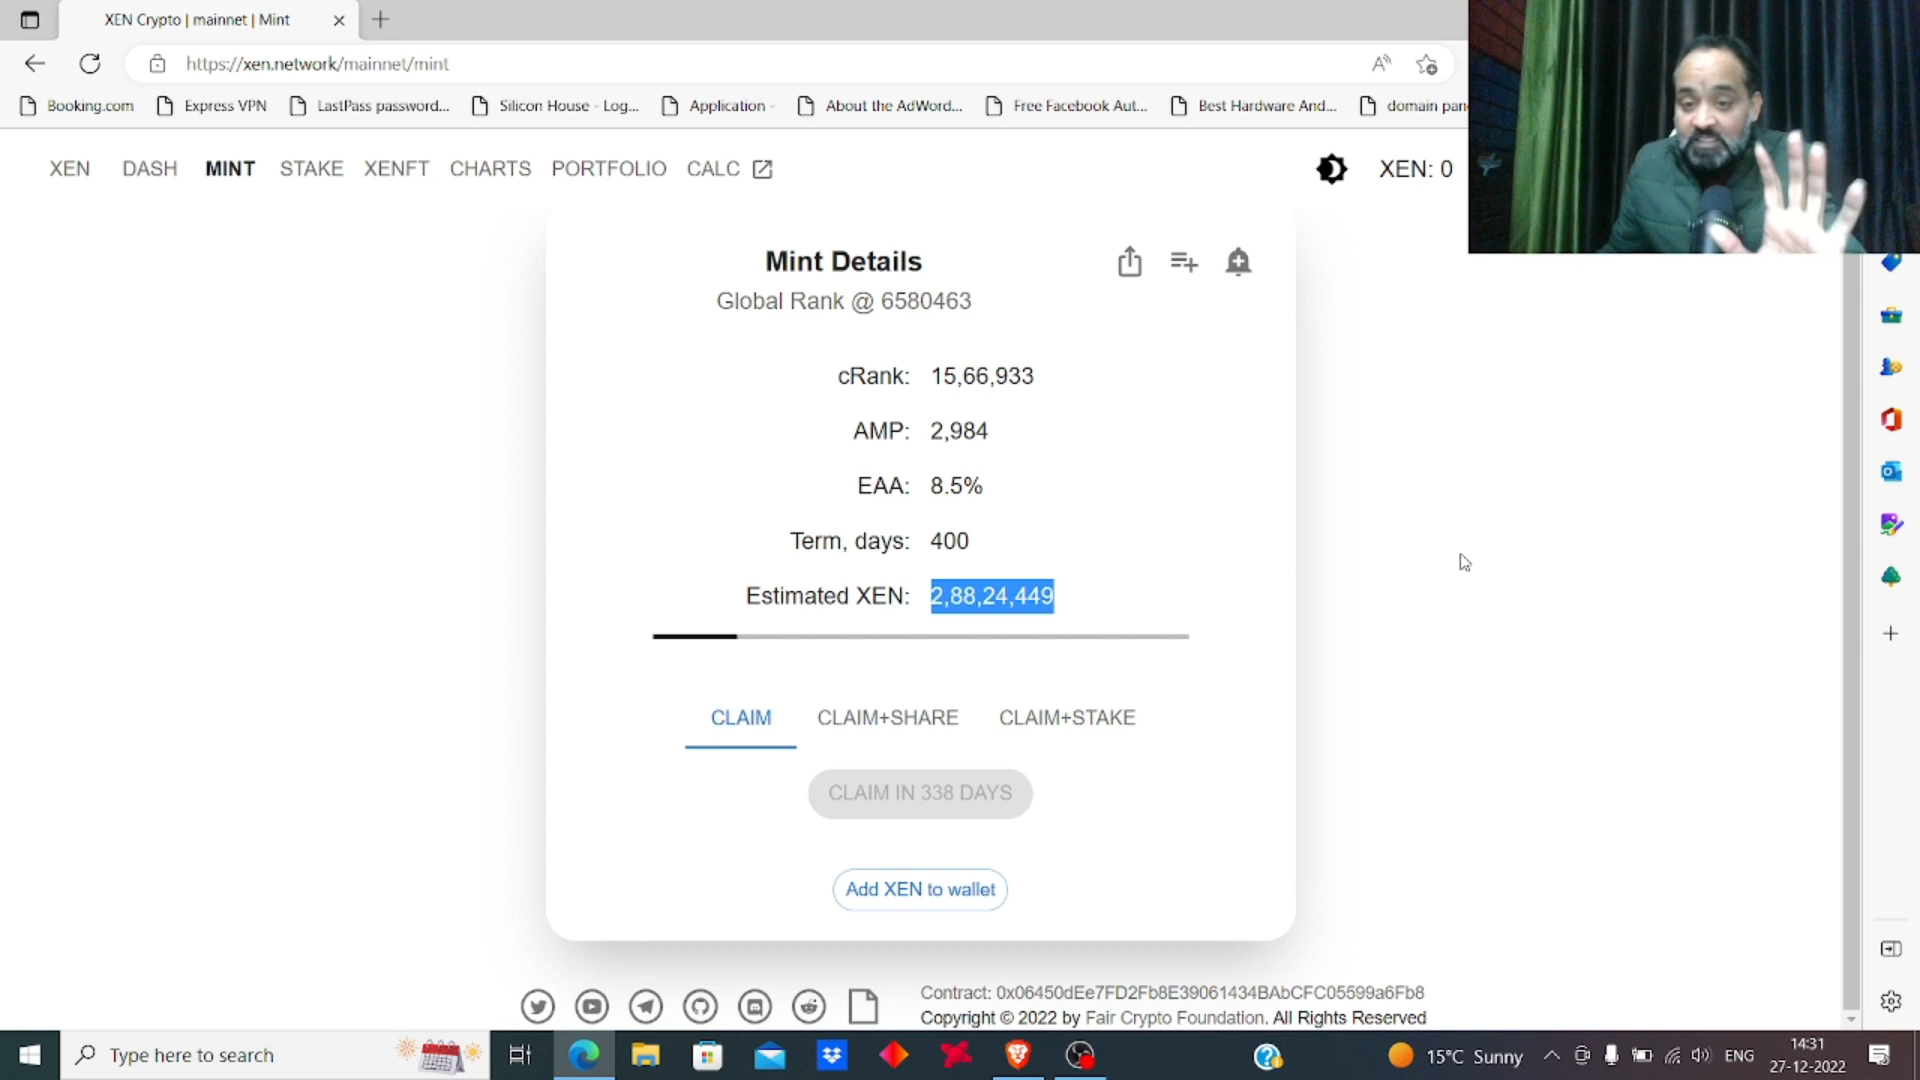 XEN Crypto | mainnet | Mint
https://xen.network/mainnet/mint
Booking.com Express VPN LastPass password... Silicon House - Log... Application - About the AdWord... Free Facebook Aut... Best Hardware And... domain pan
XEN DASH MINT STAKE XENFT CHARTS PORTFOLIO CALC XEN: 0
Mint Details
Global Rank @ 6580463
cRank: 15,66,933
AMP: 2,984
EAA: 8.5%
Term, days: 400
Estimated XEN: 2,88,24,449
CLAIM CLAIM+SHARE CLAIM+STAKE
CLAIM IN 338 DAYS
Add XEN to wallet
Contract: 0x06450dEe7FD2Fb8E39061434BAbCFC05599a6Fb8
Copyright © 2022 by Fair Crypto Foundation. All Rights Reserved
Type here to search
15°C Sunny
ENG
14:31
27-12-2022